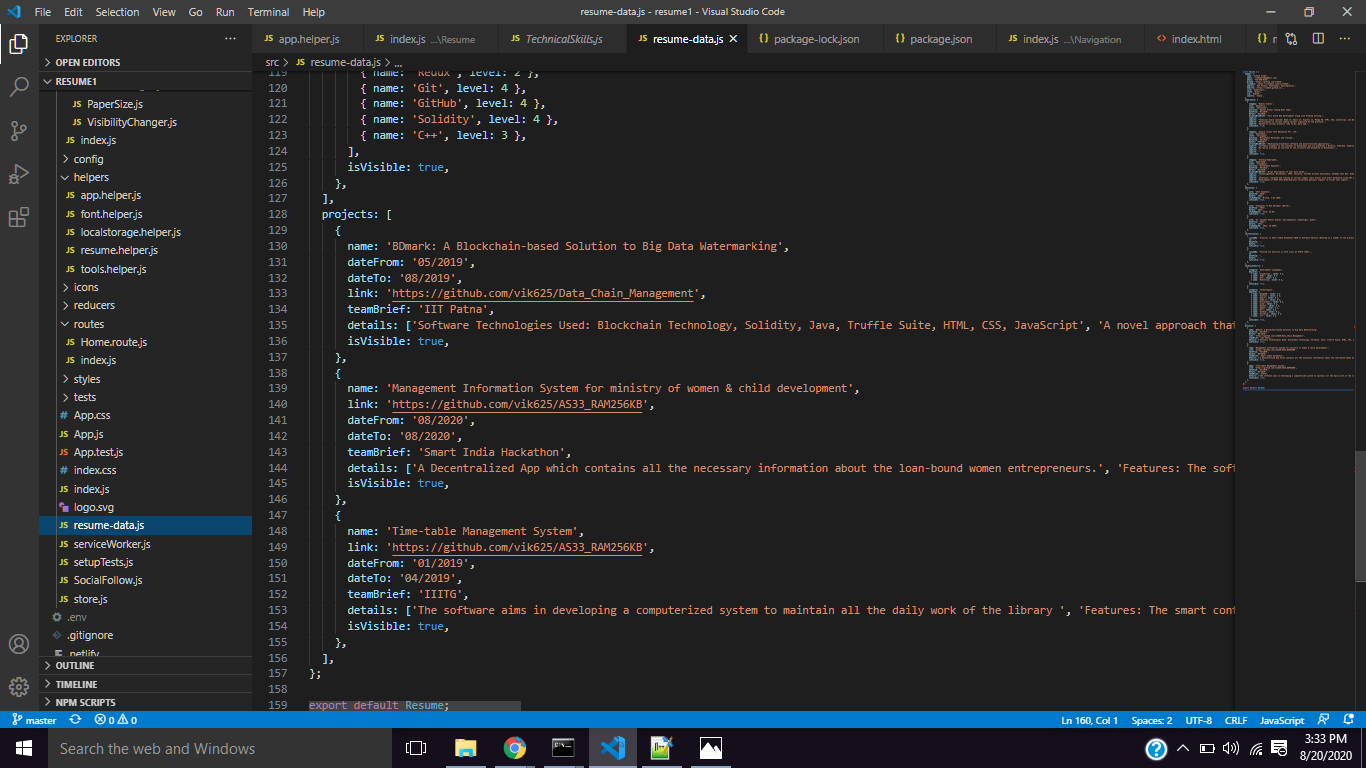 File Edit Selection View Go Run Terminal Help
resume-data.js - resume1 - Visual Studio Code
EXPLORER
OPEN EDITORS
RESUME1
PaperSize.js
VisibilityChanger.js
index.js
config
helpers
app.helper.js
font.helper.js
localstorage.helper.js
resume.helper.js
tools.helper.js
icons
reducers
routes
Home.route.js
index.js
styles
tests
App.css
App.js
App.test.js
index.css
index.js
logo.svg
resume-data.js
serviceWorker.js
setupTests.js
SocialFollow.js
store.js
.env
.gitignore
netlify
OUTLINE
TIMELINE
NPM SCRIPTS
app.helper.js index.js ...\Resume TechnicalSkills.js resume-data.js package-lock.json package.json index.js ...\Navigation index.html
src > resume-data.js > ...
119 { name: 'Redux', level: 2 },
120 { name: 'Git', level: 4 },
121 { name: 'GitHub', level: 4 },
122 { name: 'Solidity', level: 4 },
123 { name: 'C++', level: 3 },
124 ],
125 isVisible: true,
126 },
127 ],
128 projects: [
129 {
130 name: 'BDmark: A Blockchain-based Solution to Big Data Watermarking',
131 dateFrom: '05/2019',
132 dateTo: '08/2019',
133 link: 'https://github.com/vik625/Data_Chain_Management',
134 teamBrief: 'IIT Patna',
135 details: ['Software Technologies Used: Blockchain Technology, Solidity, Java, Truffle Suite, HTML, CSS, JavaScript', 'A novel approach that
136 isVisible: true,
137 },
138 {
139 name: 'Management Information System for ministry of women & child development',
140 link: 'https://github.com/vik625/AS33_RAM256KB',
141 dateFrom: '08/2020',
142 dateTo: '08/2020',
143 teamBrief: 'Smart India Hackathon',
144 details: ['A Decentralized App which contains all the necessary information about the loan-bound women entrepreneurs.', 'Features: The soft
145 isVisible: true,
146 },
147 {
148 name: 'Time-table Management System',
149 link: 'https://github.com/vik625/AS33_RAM256KB',
150 dateFrom: '01/2019',
151 dateTo: '04/2019',
152 teamBrief: 'IIITG',
153 details: ['The software aims in developing a computerized system to maintain all the daily work of the library ', 'Features: The smart cont
154 isVisible: true,
155 },
156 ],
157 };
158
159 export default Resume;
master 0 0 Ln 160, Col 1 Spaces: 2 UTF-8 CRLF JavaScript
Search the web and Windows
3:33 PM
8/20/2020